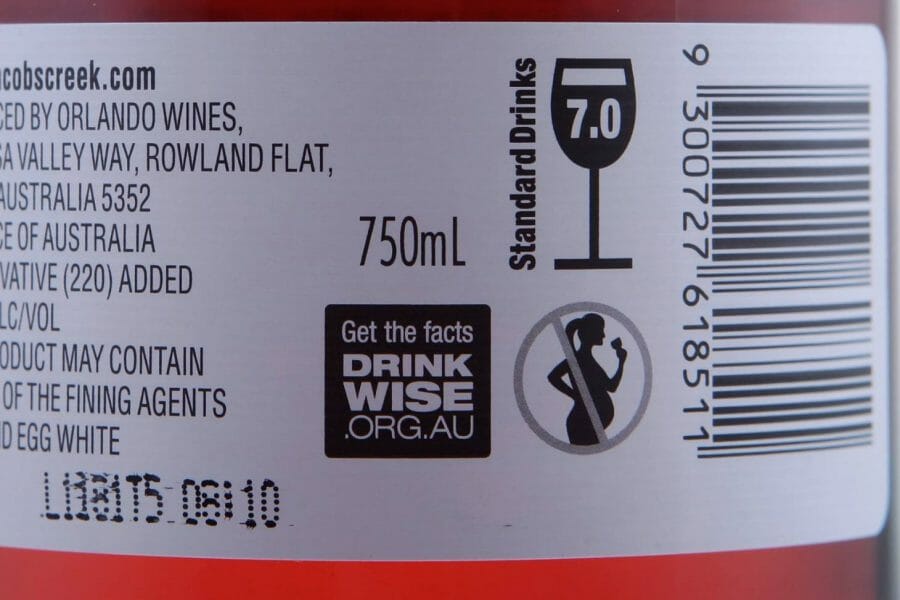 cobscreek.com
CED BY ORLANDO WINES,
SA VALLEY WAY, ROWLAND FLAT,
AUSTRALIA 5352
CE OF AUSTRALIA
VATIVE (220) ADDED
LC/VOL
ODUCT MAY CONTAIN
OF THE FINING AGENTS
ND EGG WHITE
750mL
Get the facts
DRINK
WISE
.ORG.AU
Standard Drinks
7.0
9 300727 618511